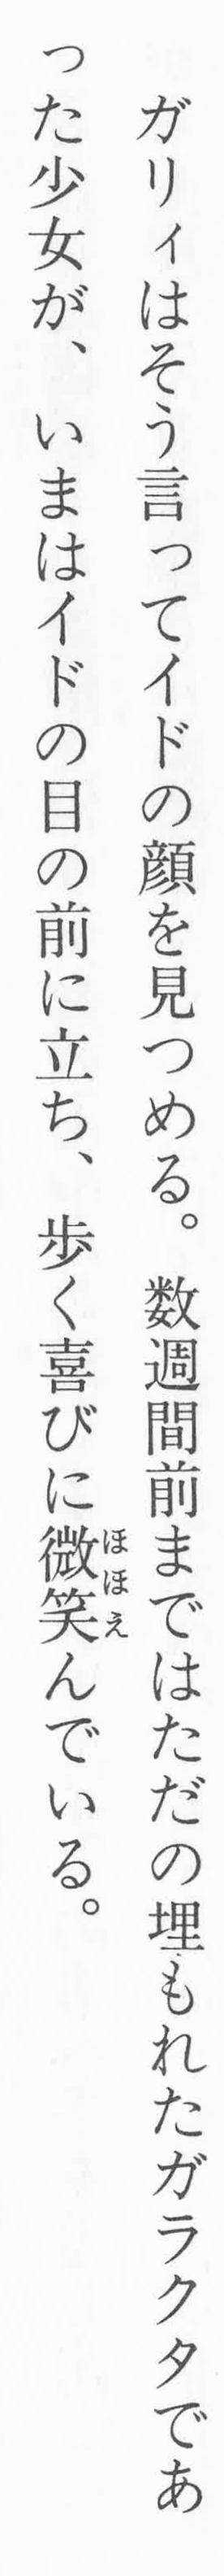 ガリィはそう言ってイドの顔を見つめる。数週間前まではただの埋もれたガラクタであ
った少女が、いまはイドの目の前に立ち、歩く喜びに微笑んでいる。
ほほえ